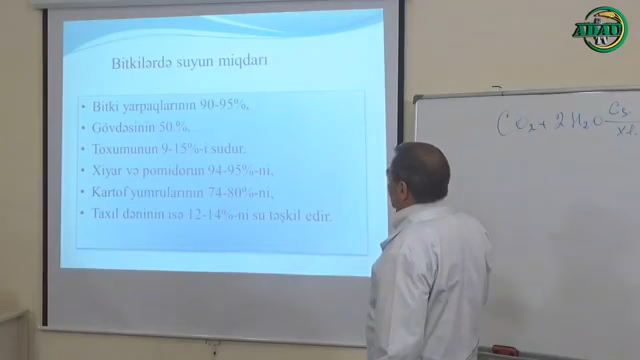 Bitkilərdə suyun miqdarı
• Bitki yarpaqlarının 90-95%,
• Gövdəsinin 50 %,
• Toxumunun 9-15%-i sudur.
• Xiyar və pomidorun 94-95%-ni,
• Kartof yumrularının 74-80%-ni,
• Taxıl dəninin isə 12-14%-ni su təşkil edir.
CO₂+2H₂O
ADAU
TV